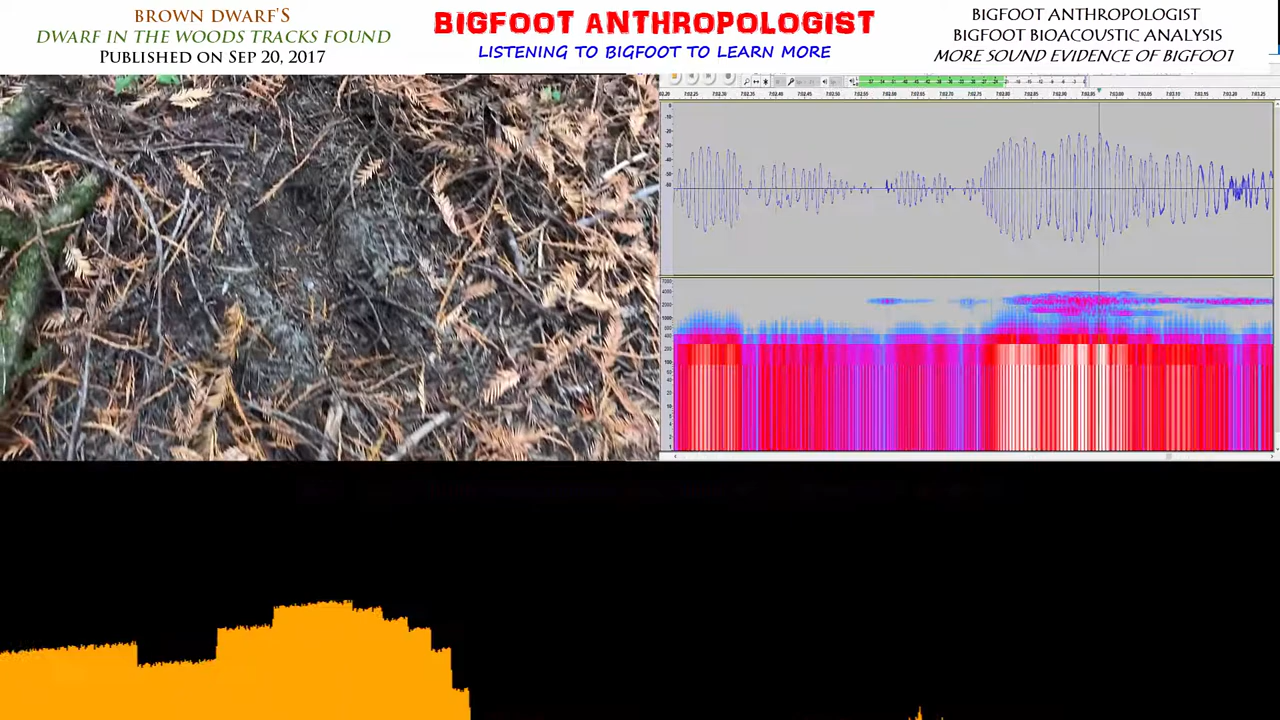 BROWN DWARF'S
DWARF IN THE WOODS TRACKS FOUND
PUBLISHED ON SEP 20, 2017
BIGFOOT ANTHROPOLOGIST
LISTENING TO BIGFOOT TO LEARN MORE
BIGFOOT ANTHROPOLOGIST
BIGFOOT BIOACOUSTIC ANALYSIS
MORE SOUND EVIDENCE OF BIGFOOT